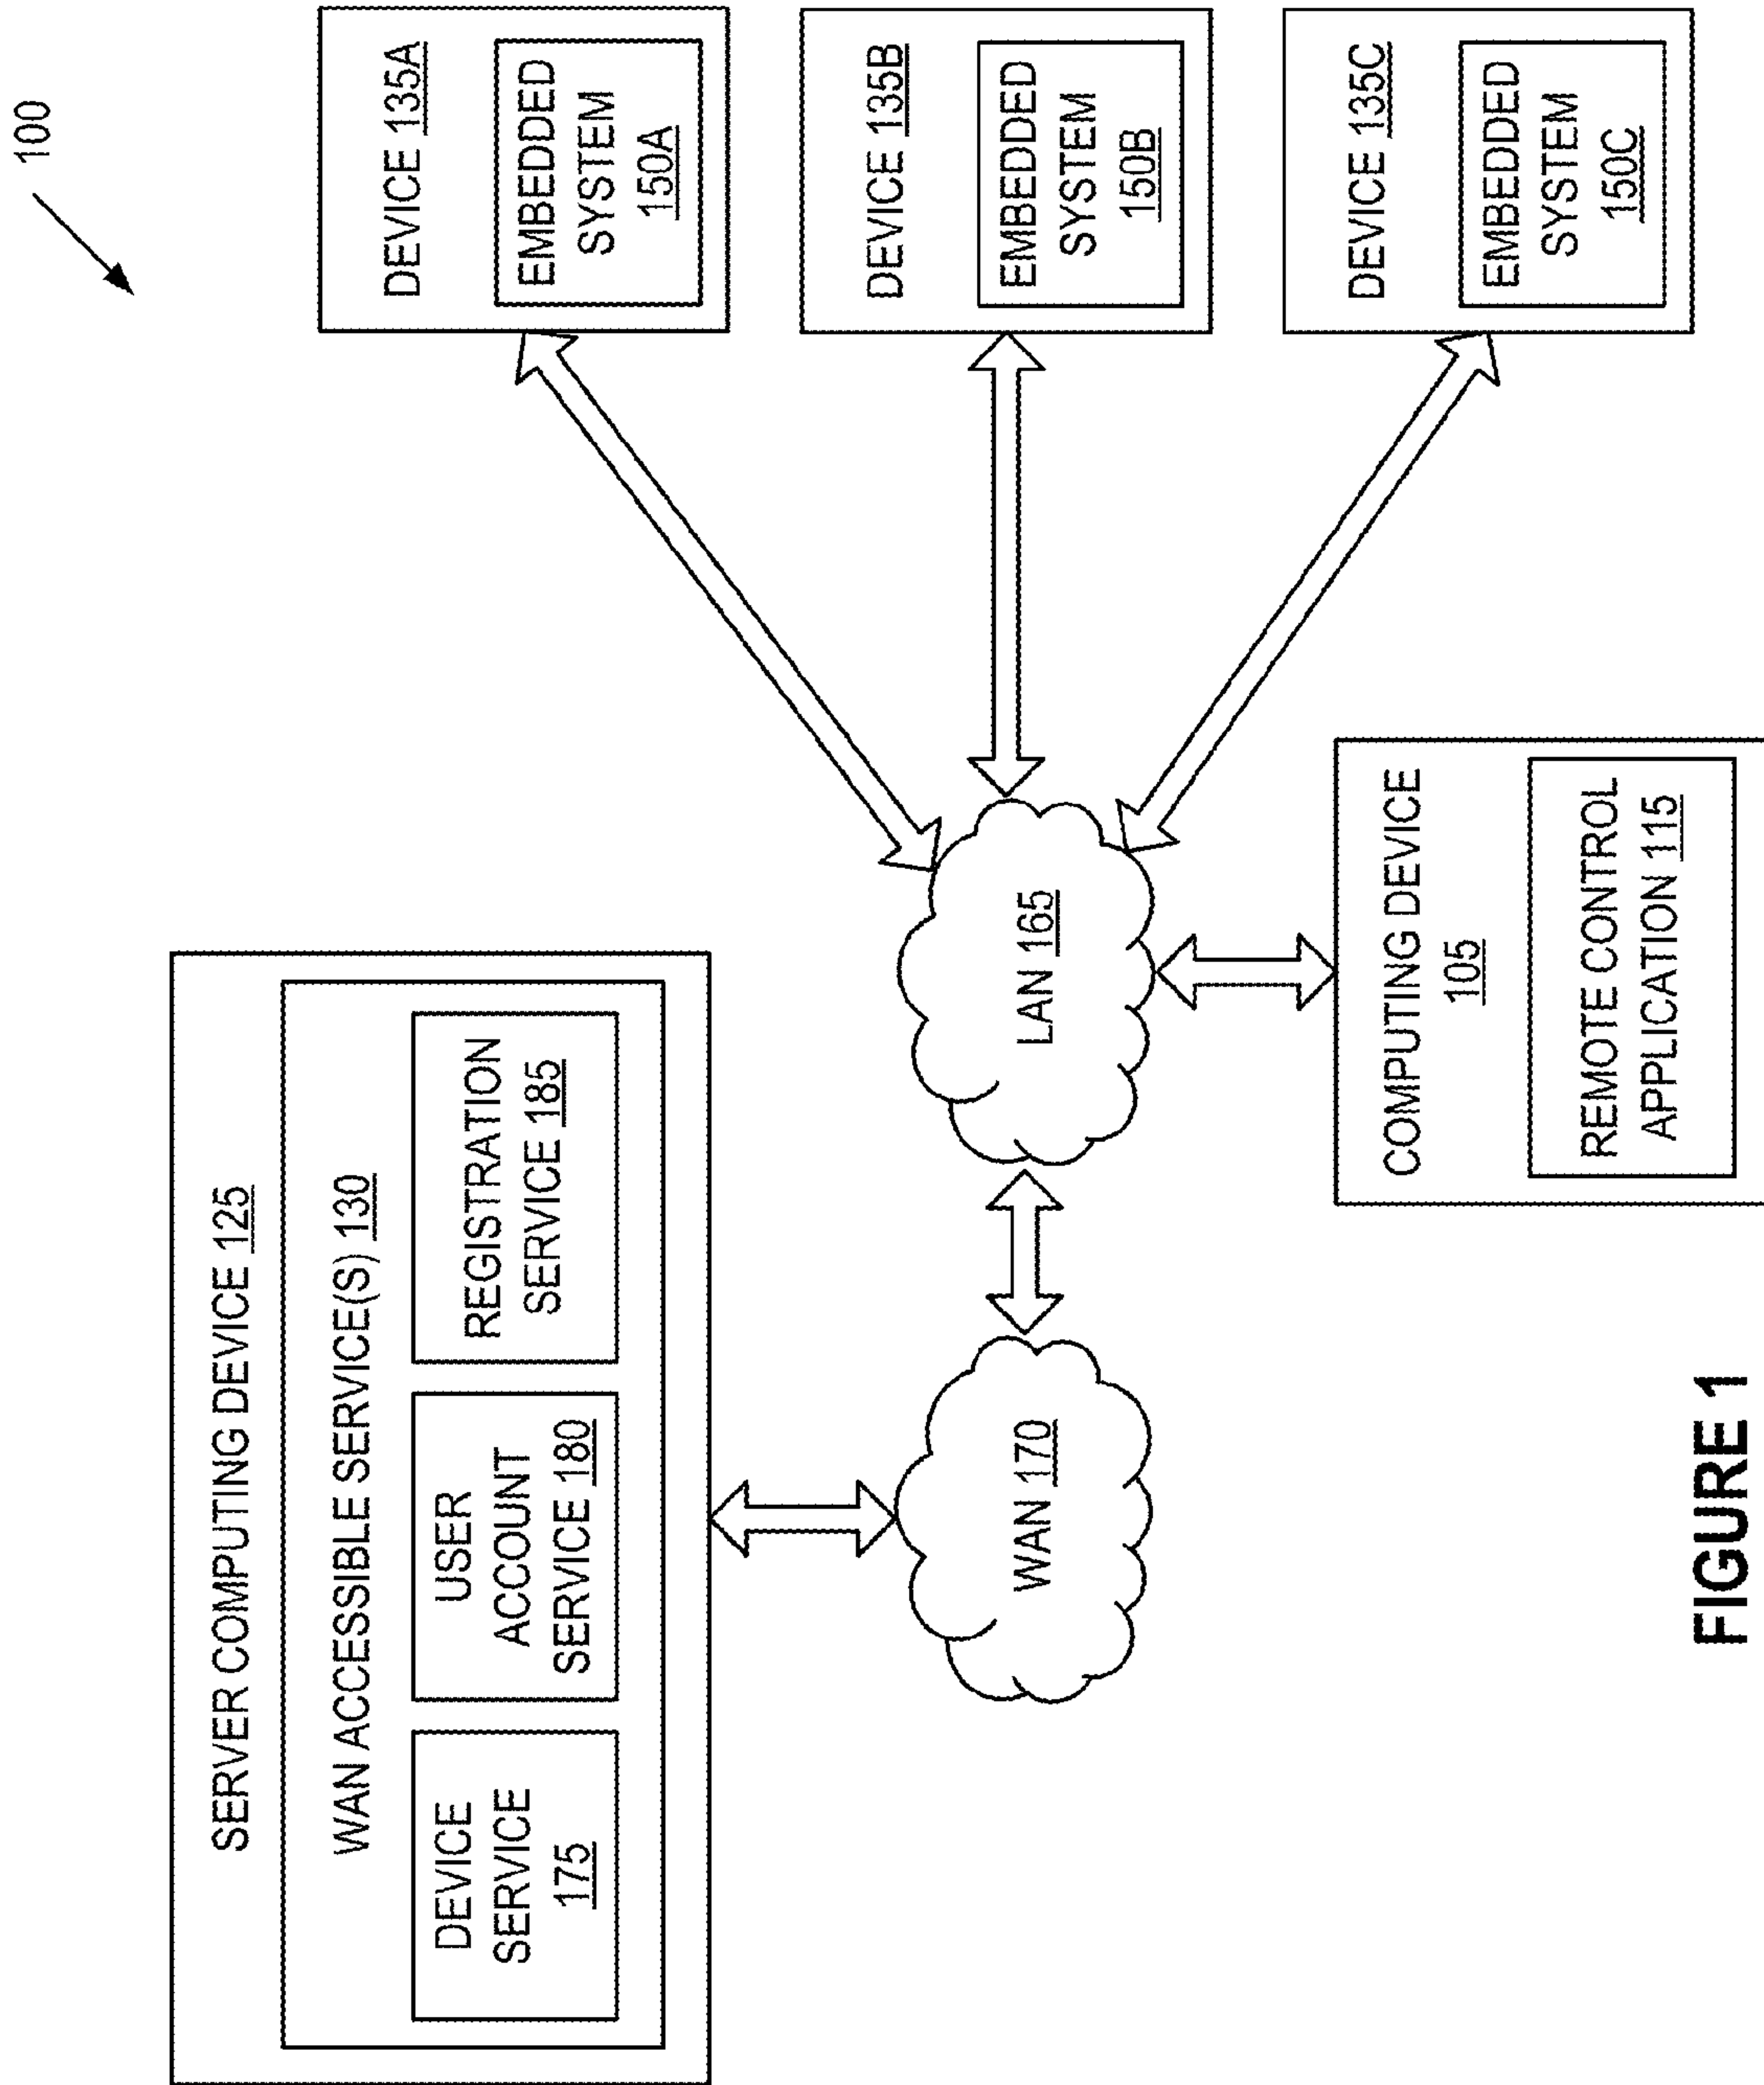 100
SERVER COMPUTING DEVICE 125
WAN ACCESSIBLE SERVICE(S) 130
DEVICE
SERVICE
175
USER
ACCOUNT
SERVICE 180
REGISTRATION
SERVICE 185
DEVICE 135A
EMBEDDED
SYSTEM
150A
DEVICE 135B
EMBEDDED
SYSTEM
150B
DEVICE 135C
EMBEDDED
SYSTEM
150C
WAN 170
LAN 165
COMPUTING DEVICE
105
REMOTE CONTROL
APPLICATION 115
FIGURE 1